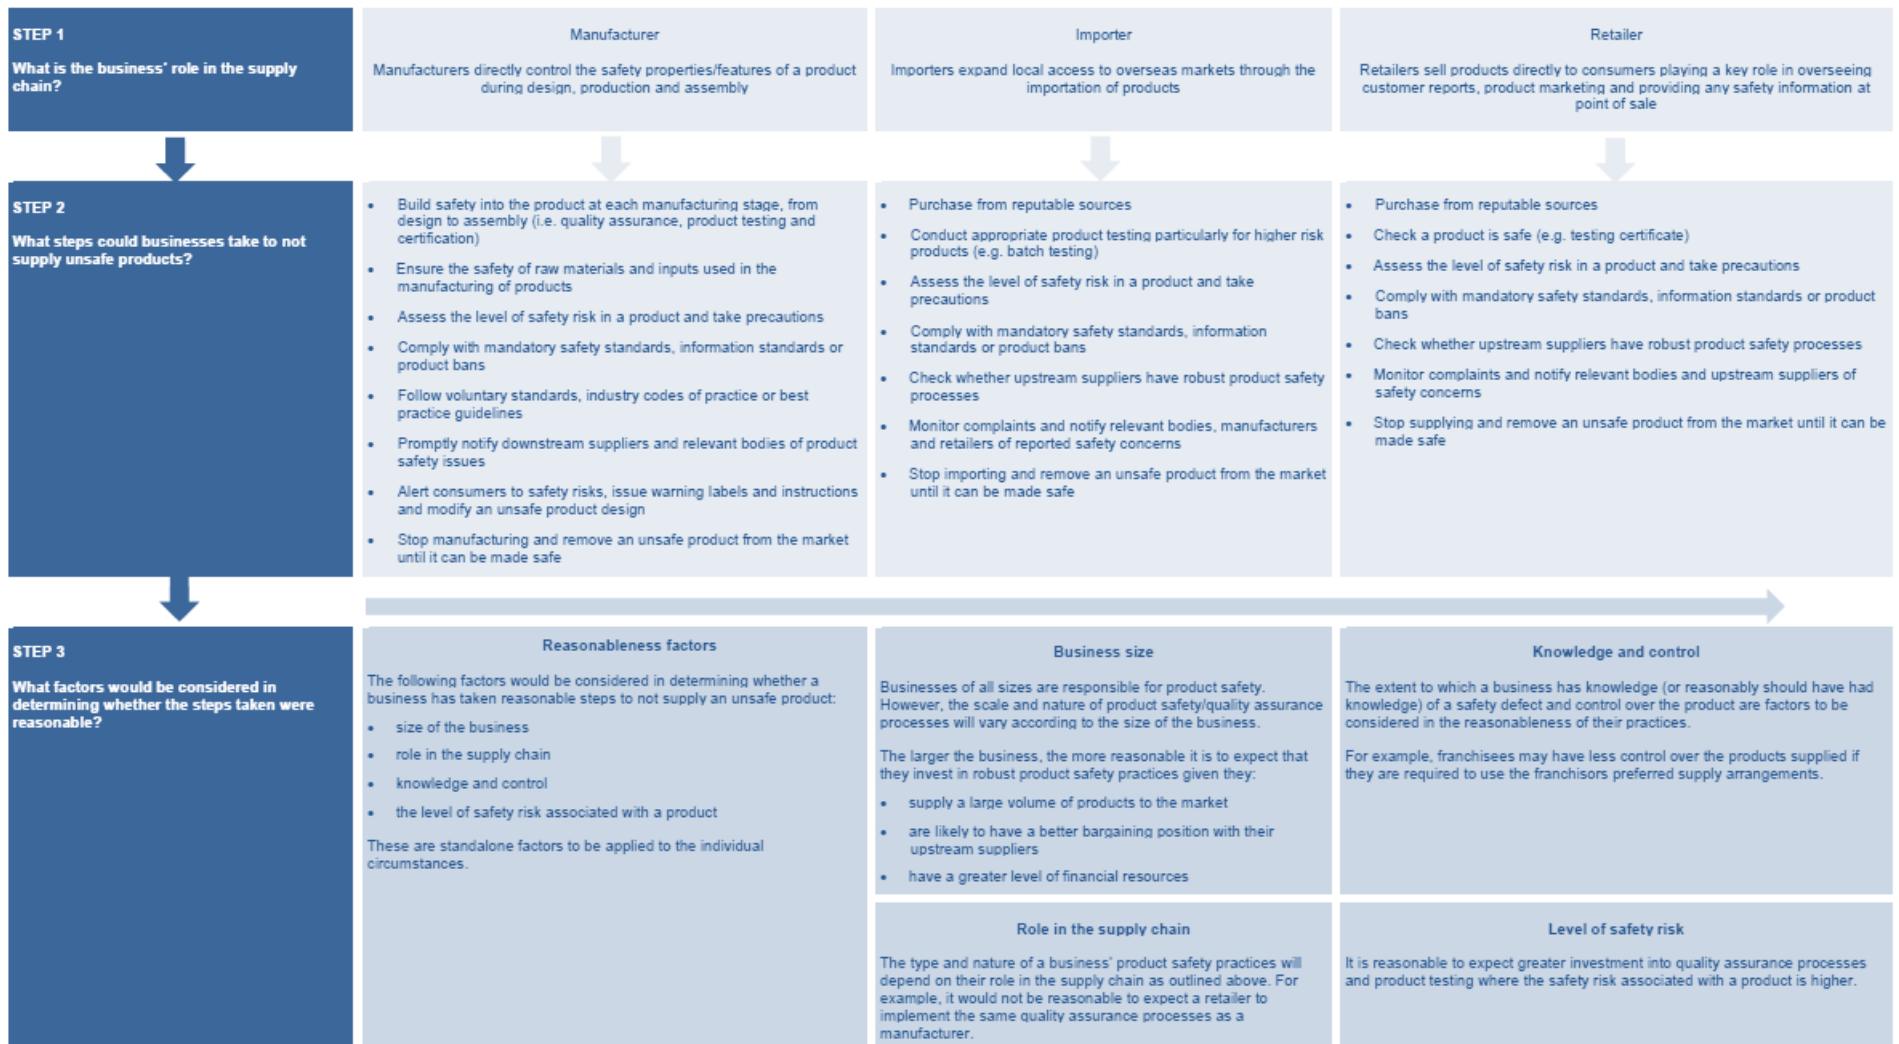 STEP 1
What is the business' role in the supply
chain?
Manufacturer
Manufacturers directly control the safety properties/features of a product
during design, production and assembly
Importer
Importers expand local access to overseas markets through the
importation of products
Retailer
Retailers sell products directly to consumers playing a key role in overseeing
customer reports, product marketing and providing any safety information at
point of sale
STEP 2
What steps could businesses take to not
supply unsafe products?
• Build safety into the product at each manufacturing stage, from
design to assembly (i.e. quality assurance, product testing and
certification)
• Ensure the safety of raw materials and inputs used in the
manufacturing of products
• Assess the level of safety risk in a product and take precautions
• Comply with mandatory safety standards, information standards or
product bans
• Follow voluntary standards, industry codes of practice or best
practice guidelines
• Promptly notify downstream suppliers and relevant bodies of product
safety issues
• Alert consumers to safety risks, issue warning labels and instructions
and modify an unsafe product design
• Stop manufacturing and remove an unsafe product from the market
until it can be made safe
• Purchase from reputable sources
• Conduct appropriate product testing particularly for higher risk
products (e.g. batch testing)
• Assess the level of safety risk in a product and take
precautions
• Comply with mandatory safety standards, information
standards or product bans
• Check whether upstream suppliers have robust product safety
processes
• Monitor complaints and notify relevant bodies, manufacturers
and retailers of reported safety concerns
• Stop importing and remove an unsafe product from the market
until it can be made safe
• Purchase from reputable sources
• Check a product is safe (e.g. testing certificate)
• Assess the level of safety risk in a product and take precautions
• Comply with mandatory safety standards, information standards or product
bans
• Check whether upstream suppliers have robust product safety processes
• Monitor complaints and notify relevant bodies and upstream suppliers of
safety concerns
• Stop supplying and remove an unsafe product from the market until it can be
made safe
STEP 3
What factors would be considered in
determining whether the steps taken were
reasonable?
Reasonableness factors
The following factors would be considered in determining whether a
business has taken reasonable steps to not supply an unsafe product:
• size of the business
• role in the supply chain
• knowledge and control
• the level of safety risk associated with a product
These are standalone factors to be applied to the individual
circumstances.
Business size
Businesses of all sizes are responsible for product safety.
However, the scale and nature of product safety/quality assurance
processes will vary according to the size of the business.
The larger the business, the more reasonable it is to expect that
they invest in robust product safety practices given they:
• supply a large volume of products to the market
• are likely to have a better bargaining position with their
upstream suppliers
• have a greater level of financial resources
Knowledge and control
The extent to which a business has knowledge (or reasonably should have had
knowledge) of a safety defect and control over the product are factors to be
considered in the reasonableness of their practices.
For example, franchisees may have less control over the products supplied if
they are required to use the franchisors preferred supply arrangements.
Role in the supply chain
The type and nature of a business' product safety practices will
depend on their role in the supply chain as outlined above. For
example, it would not be reasonable to expect a retailer to
implement the same quality assurance processes as a
manufacturer.
Level of safety risk
It is reasonable to expect greater investment into quality assurance processes
and product testing where the safety risk associated with a product is higher.